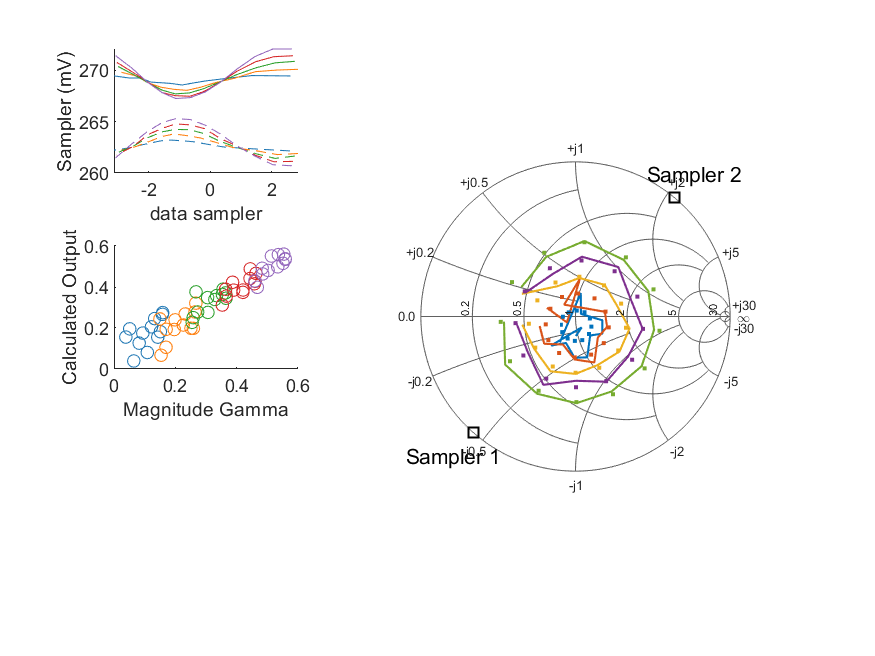 270
265
260
Sampler (mV)
-2
0
2
data sampler
0.6
0.4
0.2
0
Calculated Output
0
0.2
0.4
0.6
Magnitude Gamma
+j1
Sampler 2
+j2
+j0.5
+j0.2
+j5
0.0
0.2
0.5
1
2
5
30
+j30
∞
-j30
-j0.2
-j5
-j0.5
Sampler 1
-j2
-j1